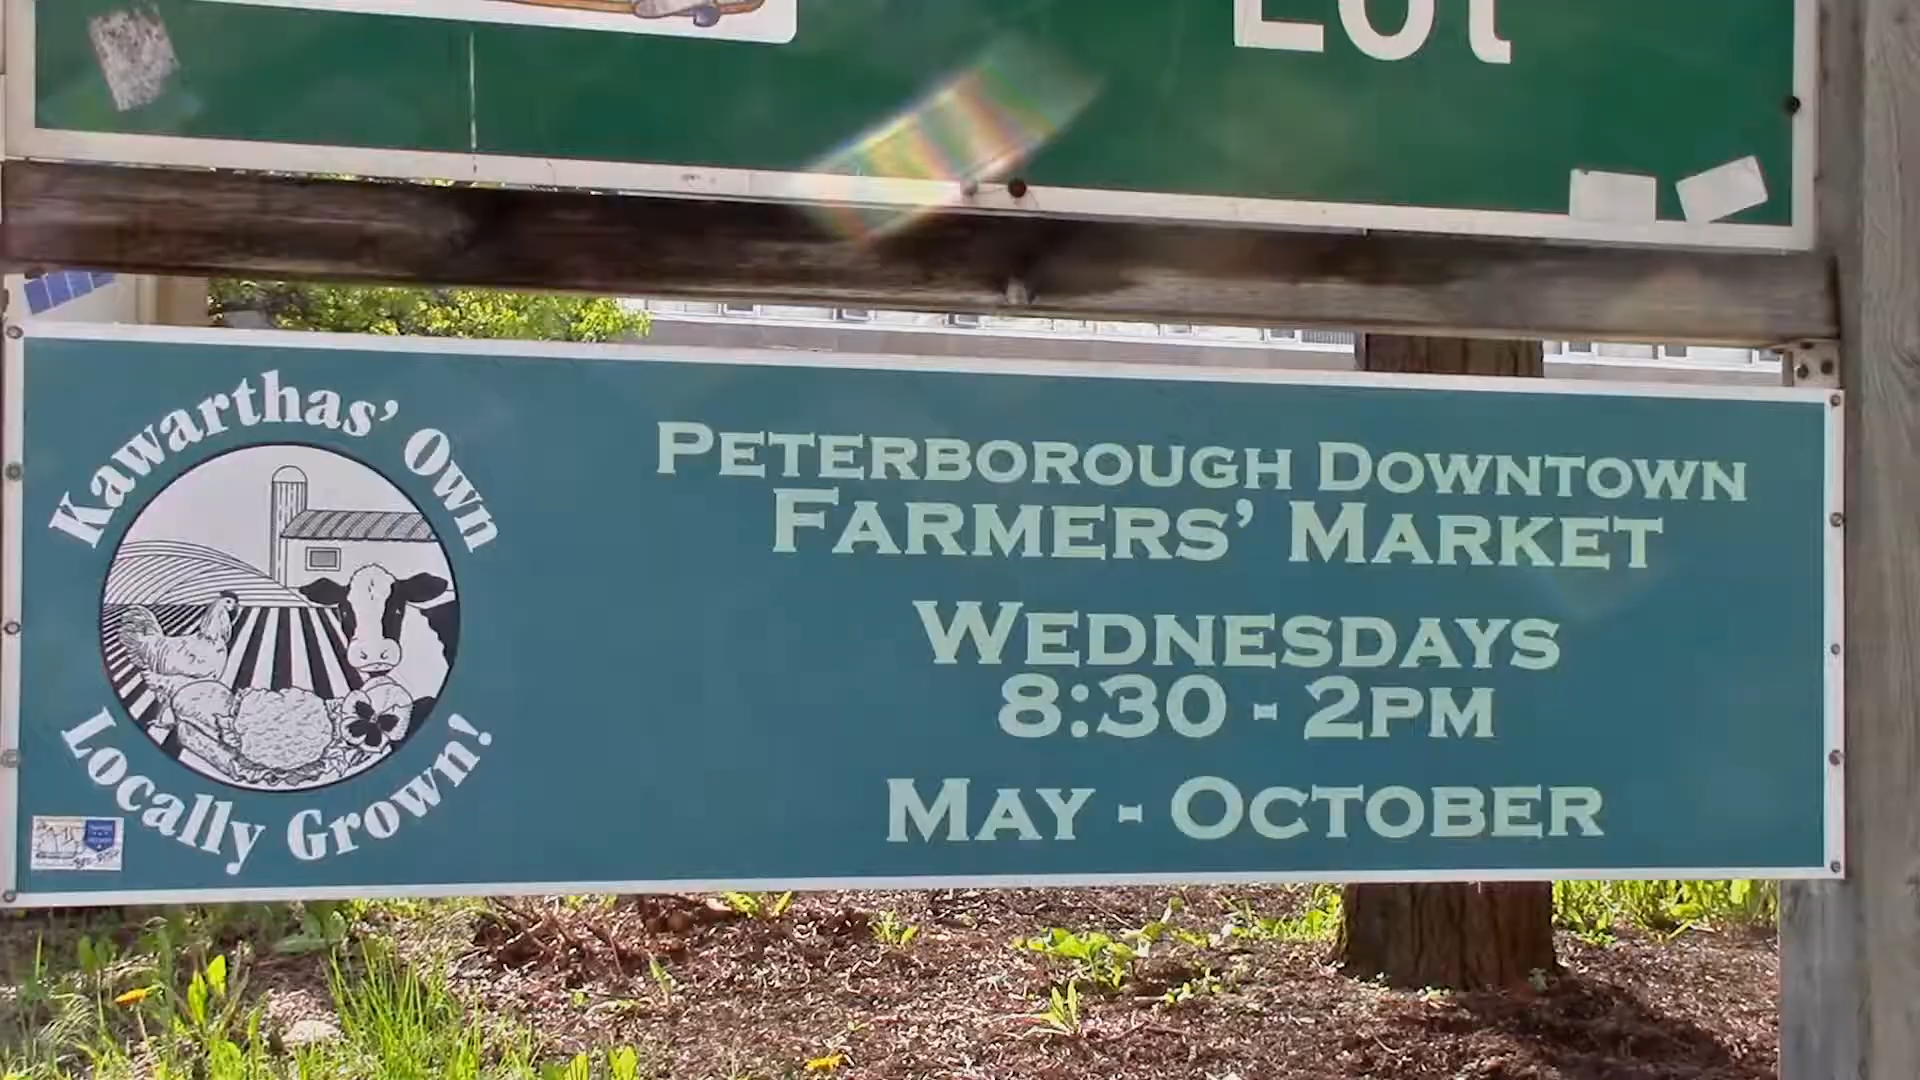 Lot
Kawarthas' Own
Locally Grown!
PETERBOROUGH DOWNTOWN
FARMERS' MARKET
WEDNESDAYS
8:30 - 2PM
MAY - OCTOBER